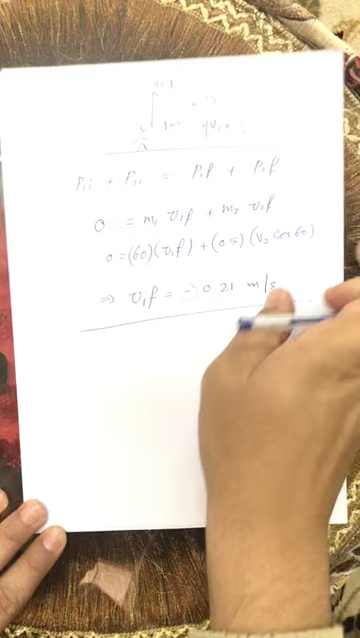 P₁i + P₂i = P₁f + P₂f
0 = m₁ v₁f + m₂ v₂f
0 = (60)(v₁f) + (0.5)(V₂ cos 60)
⇒ v₁f = - 0.21 m/s